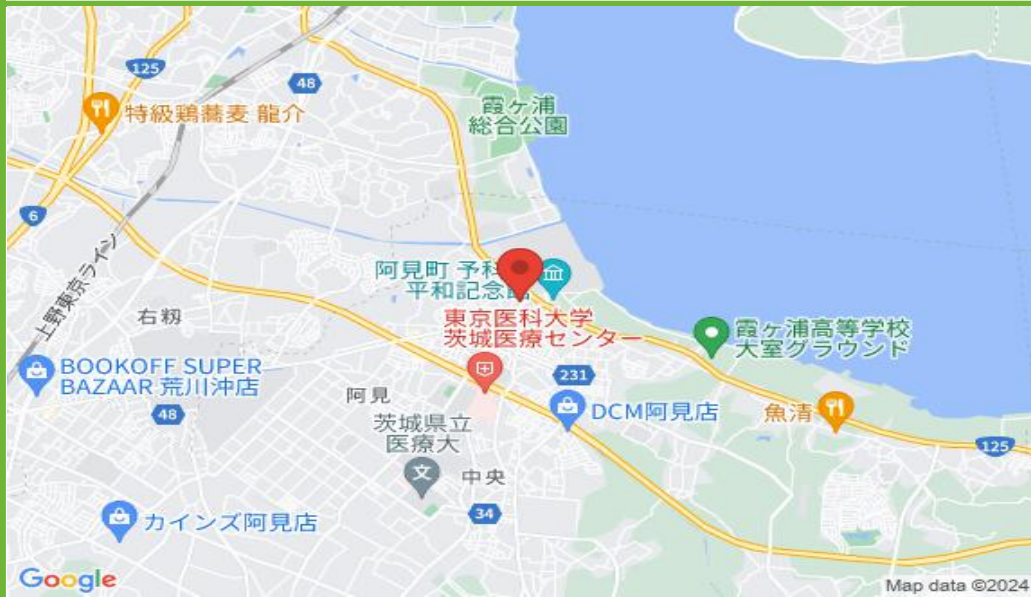 125
48
霞ヶ浦
総合公園
特級鶏蕎麦 龍介
6
上野東京ライン
阿見町 予科
平和記念館
東京医科大学
茨城医療センター
右籾
霞ヶ浦高等学校
大室グラウンド
BOOKOFF SUPER
BAZAAR 荒川沖店
231
阿見
48
DCM阿見店
魚清
茨城県立
医療大
125
中央
34
カインズ阿見店
Google
Map data ©2024